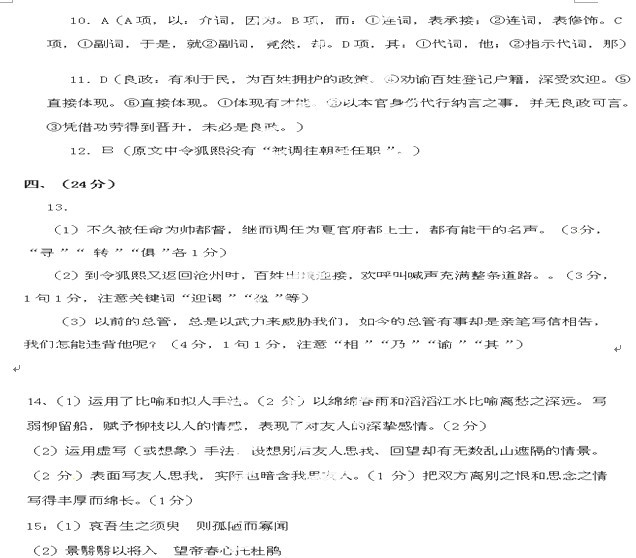 10. A（A项，以：介词，因为。B项，而：①连词，表承接；②连词，表修饰。C
项，①副词，于是，就②副词，竟然，却。D项，其：①代词，他；②指示代词，那）
11. D（良政：有利于民，为百姓拥护的政策。④劝谕百姓登记户籍，深受欢迎。⑤
直接体现。⑥直接体现。①体现有才能。②以本官身份代行纳言之事，并无良政可言。
③凭借功劳得到晋升，未必是良政。）
12. B（原文中令狐熙没有“被调往朝廷任职”。）
四、（24分）
13.
（1）不久被任命为帅都督，继而调任为夏官府都上士，都有能干的名声。（3分，
“寻”“ 转 ”“俱”各1分）
（2）到令狐熙又返回沧州时，百姓出境迎接，欢呼叫喊声充满整条道路。。（3分，
1句1分，注意关键词“迎谒 ”“盈”等）
（3）以前的总管，总是以武力来威胁我们，如今的总管有事却是亲笔写信相告，
我们怎能违背他呢？（4分，1句1分，注意“相 ”“乃 ”“谕 ”“其 ”）
14、（1）运用了比喻和拟人手法。（2 分）以绵绵春雨和滔滔江水比喻离愁之深远。写
弱柳留船，赋予柳枝以人的情感，表现了对友人的深挚感情。（2分）
（2）运用虚写（或想象）手法，设想别后友人思我、回望却有无数乱山遮隔的情景。
（2 分）表面写友人思我，实际也暗含我思友人。（1 分）把双方离别之恨和思念之情
写得丰厚而绵长。（1分）
15：（1）哀吾生之须臾 则孤陋而寡闻
（2）景翳翳以将入 望帝春心托杜鹃